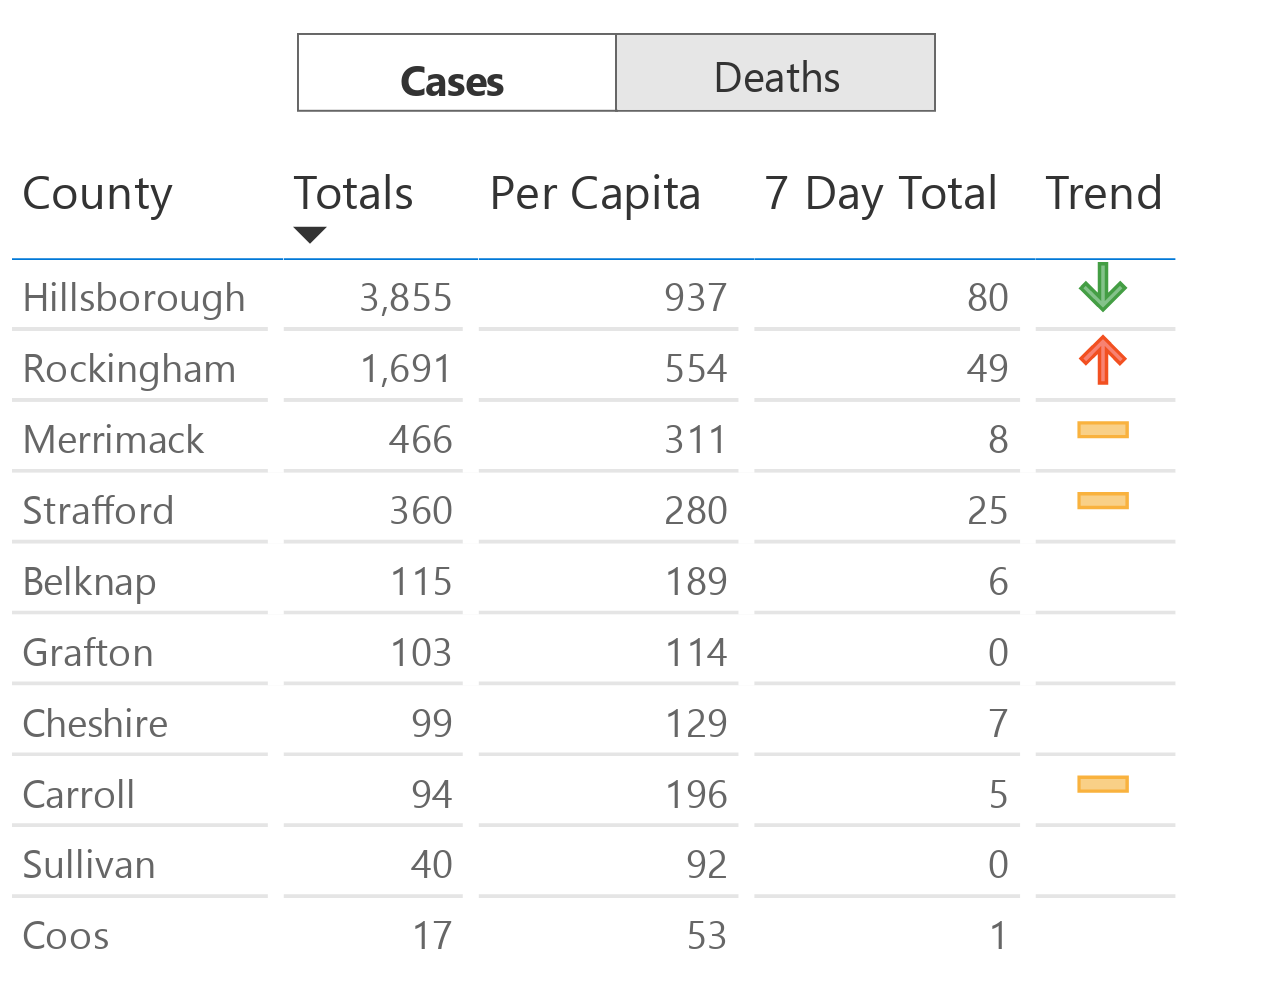 Cases Deaths
County Totals Per Capita 7 Day Total Trend
Hillsborough 3,855 937 80
Rockingham 1,691 554 49
Merrimack 466 311 8
Strafford 360 280 25
Belknap 115 189 6
Grafton 103 114 0
Cheshire 99 129 7
Carroll 94 196 5
Sullivan 40 92 0
Coos 17 53 1